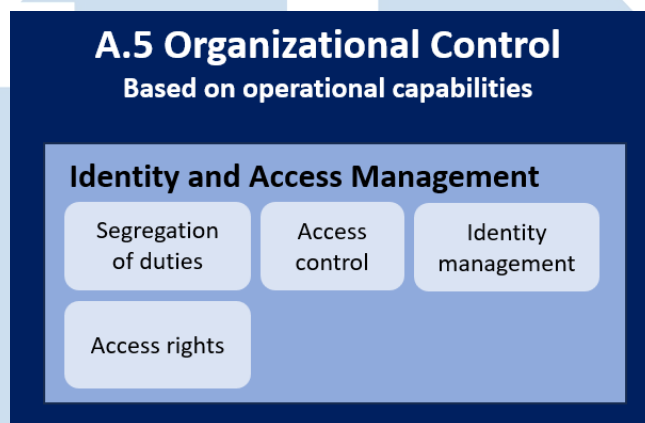 A.5 Organizational Control
Based on operational capabilities
Identity and Access Management
Segregation
of duties
Access
control
Identity
management
Access rights